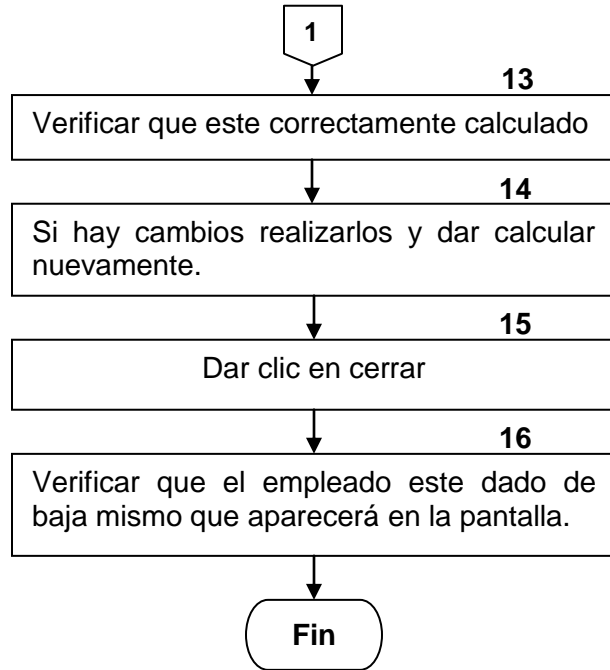 1
13
Verificar que este correctamente calculado
14
Si hay cambios realizarlos y dar calcular
nuevamente.
15
Dar clic en cerrar
16
Verificar que el empleado este dado de
baja mismo que aparecerá en la pantalla.
Fin